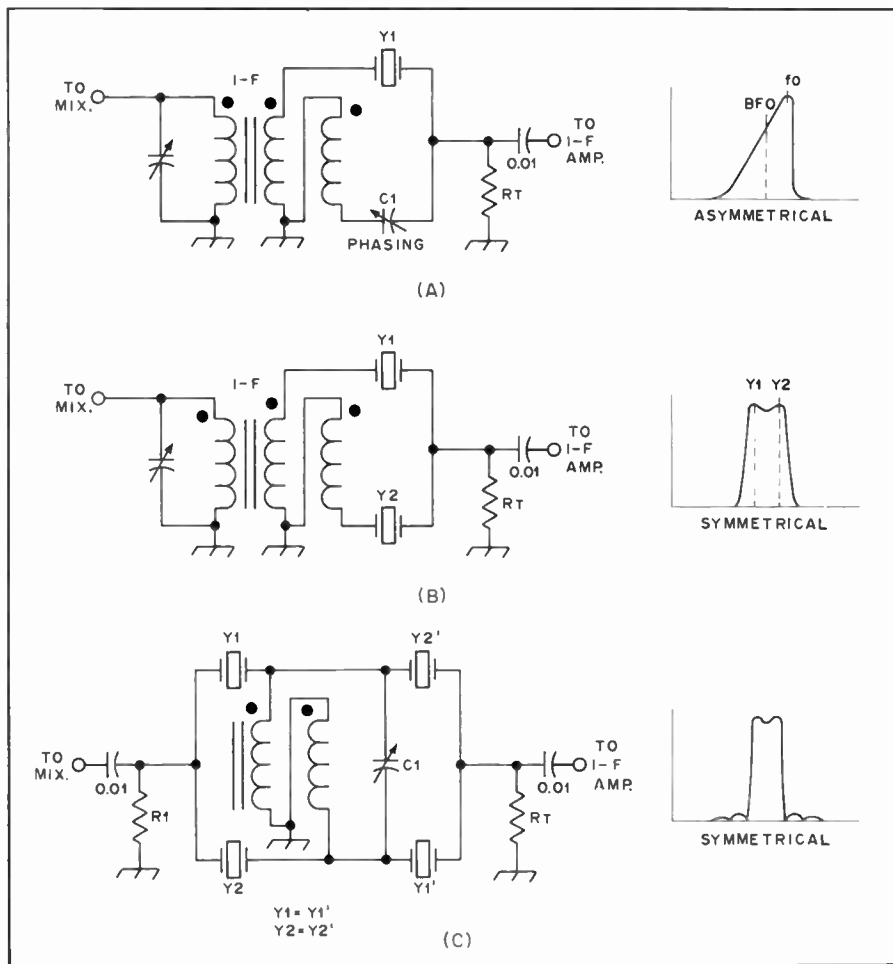 Y1
I-F
TO
MIX.
C1
PHASING
RT
0.01
TO
I-F
AMP.
BFO
fo
ASYMMETRICAL
(A)
Y1
I-F
TO
MIX.
Y2
RT
0.01
TO
I-F
AMP.
Y1 Y2
SYMMETRICAL
(B)
Y1
Y2'
TO
MIX.
0.01
R1
C1
RT
0.01
TO
I-F
AMP.
Y2
Y1'
SYMMETRICAL
Y1 = Y1'
Y2 = Y2'
(C)